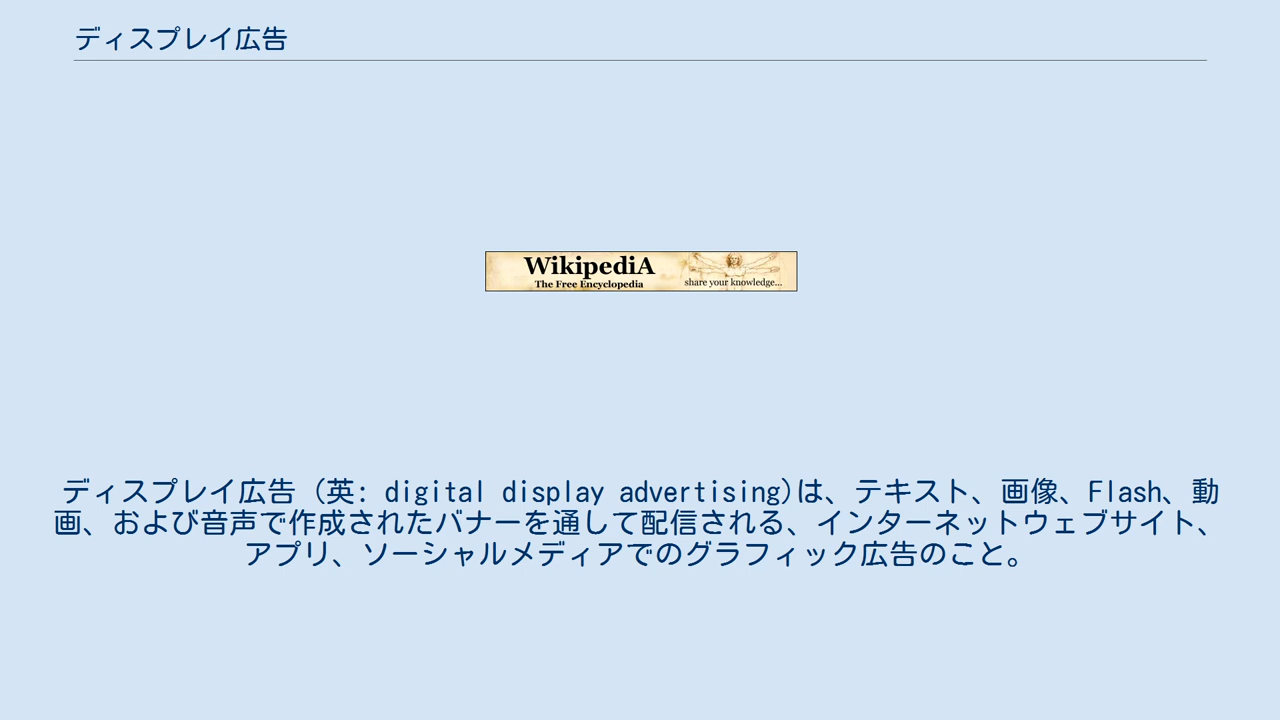 ディスプレイ広告
WikipediA
The Free Encyclopedia
share your knowledge...
ディスプレイ広告（英: digital display advertising)は、テキスト、画像、Flash、動
画、および音声で作成されたバナーを通して配信される、インターネットウェブサイト、
アプリ、ソーシャルメディアでのグラフィック広告のこと。